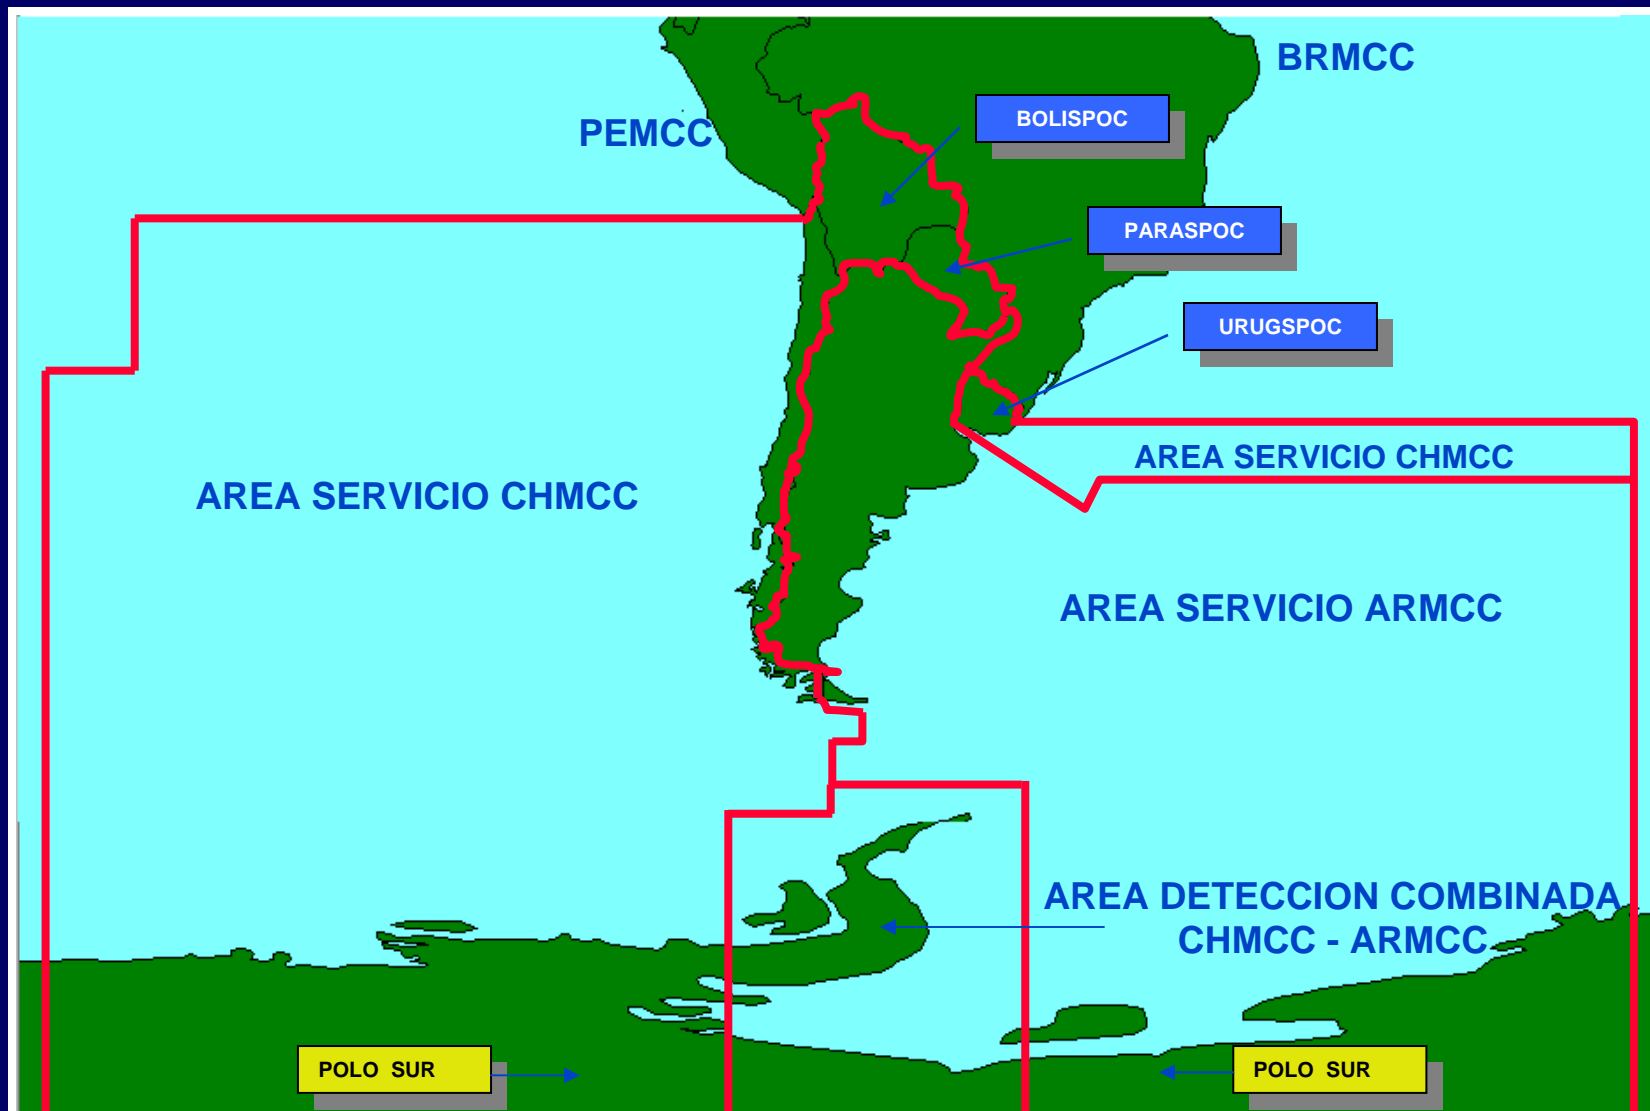 BRMCC
BOLISPOC
PEMCC
PARASPOC
URUGSPOC
AREA SERVICIO CHMCC
AREA SERVICIO CHMCC
AREA SERVICIO ARMCC
AREA DETECCION COMBINADA
CHMCC - ARMCC
POLO SUR
POLO SUR